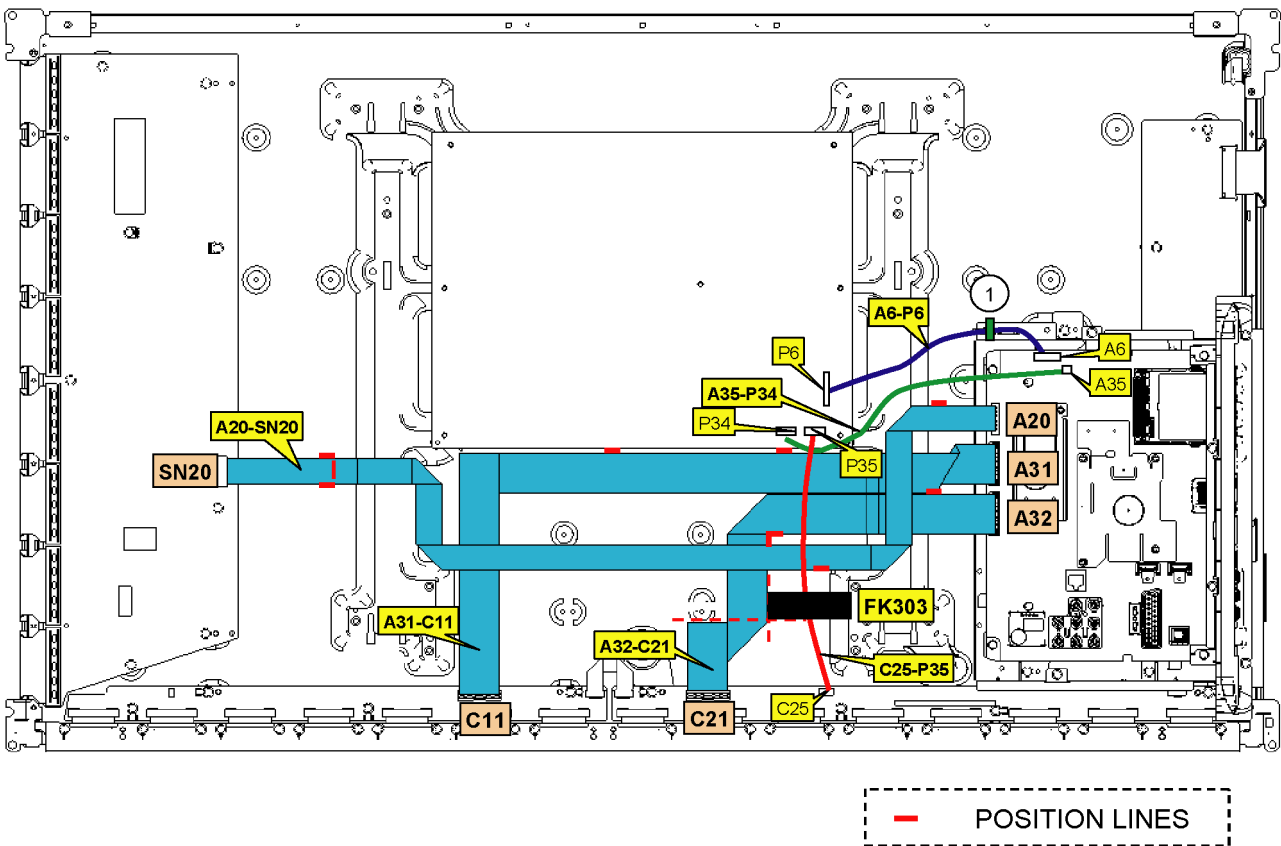 1
A6-P6
P6
A6
A35-P34
A35
P34
A20-SN20
A20
P35
SN20
A31
A32
FK303
A31-C11
A32-C21
C25-P35
C25
C11
C21
POSITION LINES